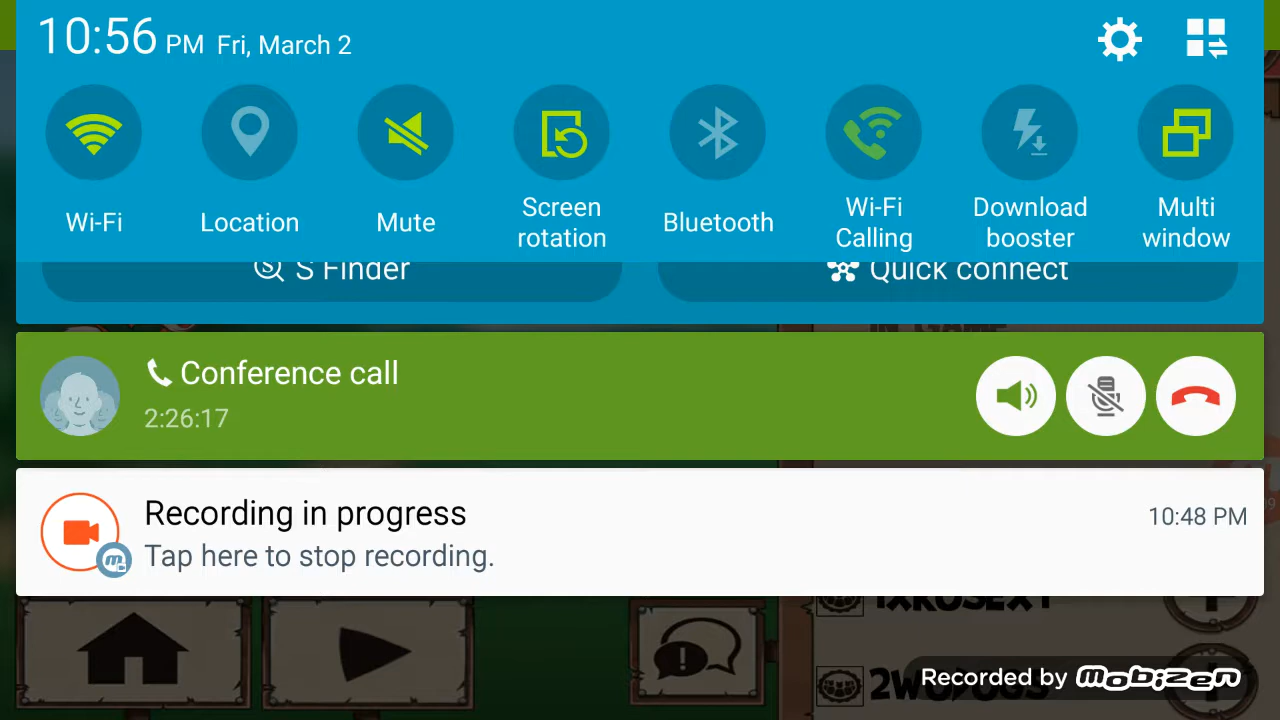 10:56 PM Fri, March 2
Wi-Fi
Location
Mute
Screen
rotation
Bluetooth
Wi-Fi
Calling
Download
booster
Multi
window
S Finder
Quick connect
IN GAME
Conference call
2:26:17
Recording in progress
10:48 PM
Tap here to stop recording.
Recorded by mobizen